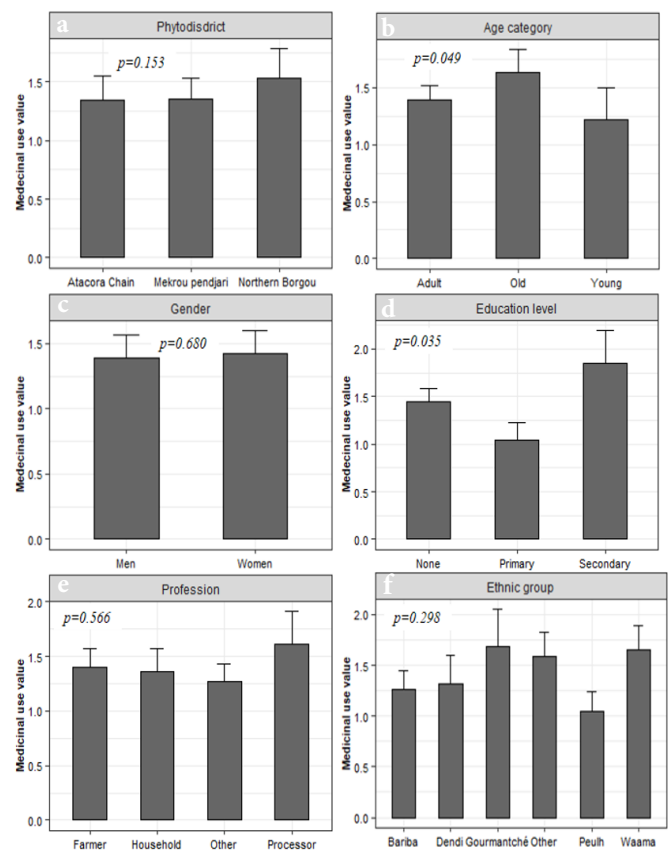 a Phytodisdrict
p=0.153
Medecinal use value
1.5
1.0
0.5
0.0
Atacora Chain Mekrou pendjari Northern Borgou
b Age category
p=0.049
Medecinal use value
1.5
1.0
0.5
0.0
Adult Old Young
c Gender
p=0.680
Medecinal use value
1.5
1.0
0.5
0.0
Men Women
d Education level
p=0.035
Medecinal use value
2.0
1.5
1.0
0.5
0.0
None Primary Secondary
e Profession
p=0.566
Medicinal use value
2.0
1.5
1.0
0.5
0.0
Farmer Household Other Processor
f Ethnic group
p=0.298
Medecinal use value
2.0
1.5
1.0
0.5
0.0
Bariba Dendi Gourmantché Other Peulh Waama